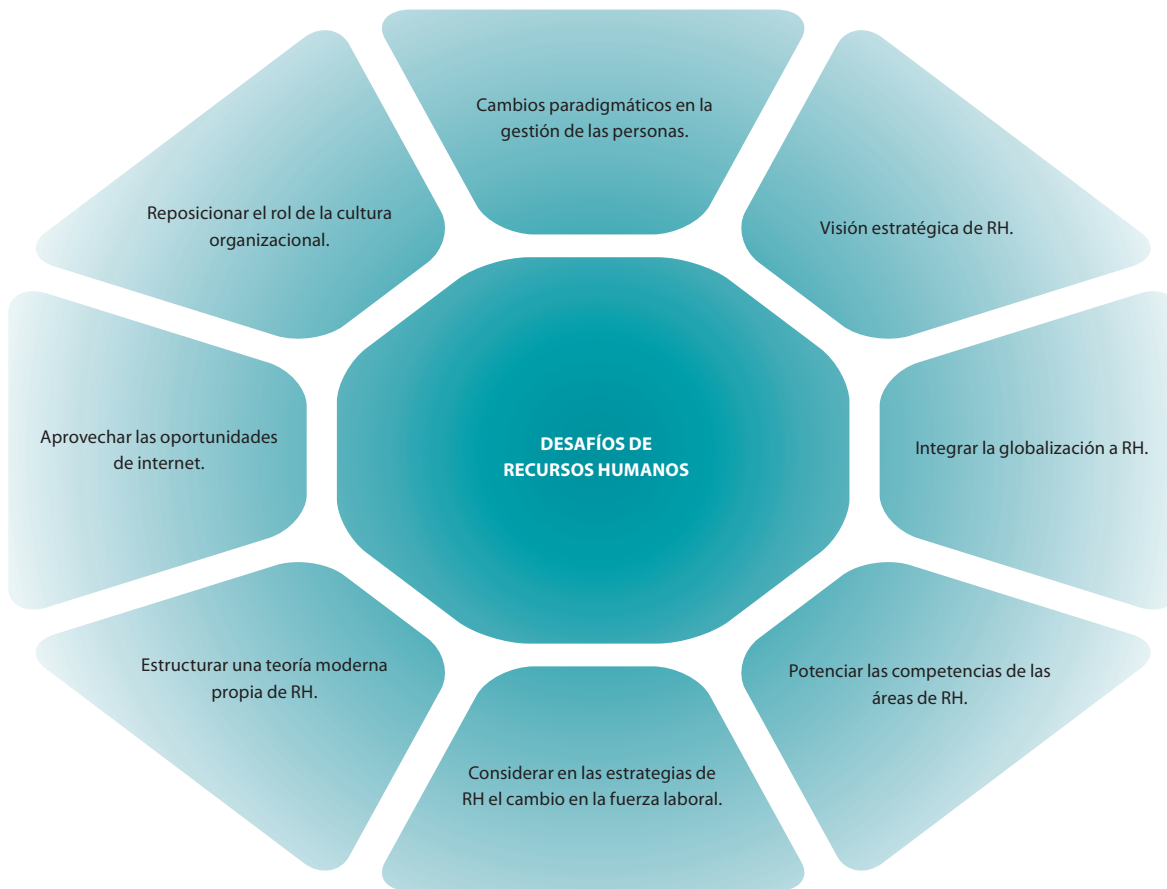 Cambios paradigmáticos en la
gestión de las personas.
Reposicionar el rol de la cultura
organizacional.
Visión estratégica de RH.
Aprovechar las oportunidades
de internet.
DESAFÍOS DE
RECURSOS HUMANOS
Integrar la globalización a RH.
Estructurar una teoría moderna
propia de RH.
Potenciar las competencias de las
áreas de RH.
Considerar en las estrategias de
RH el cambio en la fuerza laboral.